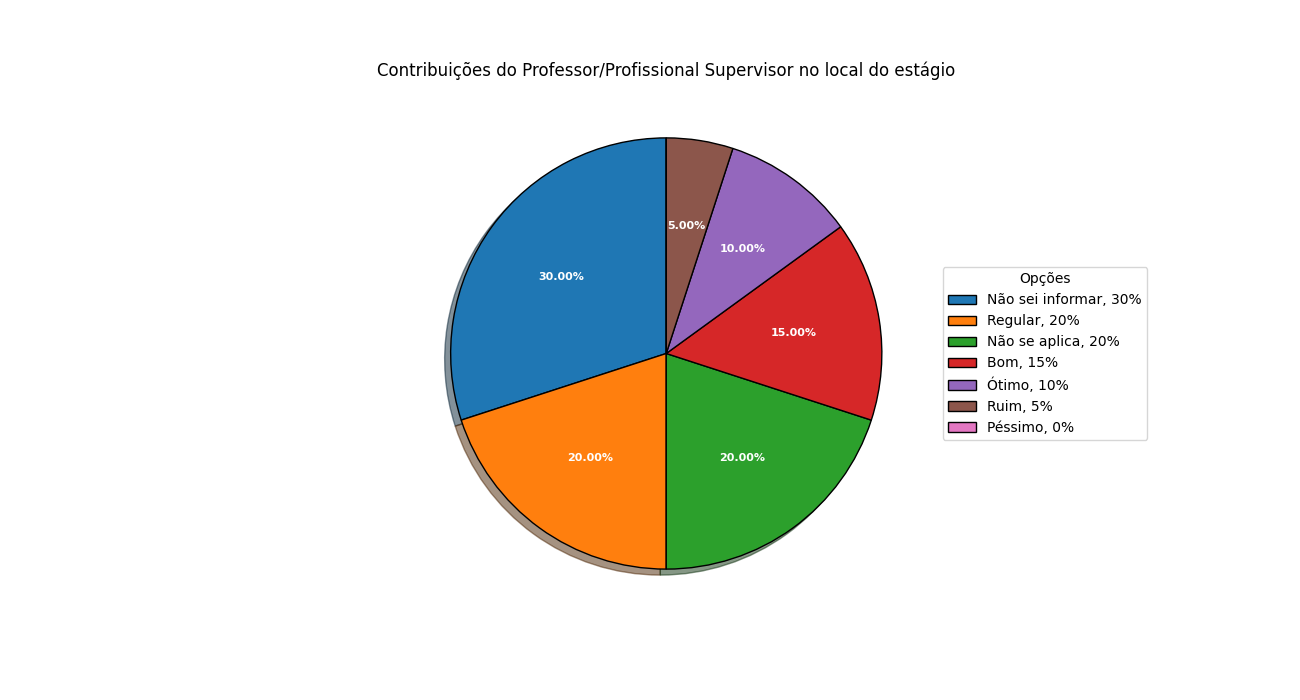 Contribuições do Professor/Profissional Supervisor no local do estágio
5.00%
10.00%
30.00%
15.00%
20.00%
20.00%
Opções
Não sei informar, 30%
Regular, 20%
Não se aplica, 20%
Bom, 15%
Ótimo, 10%
Ruim, 5%
Péssimo, 0%